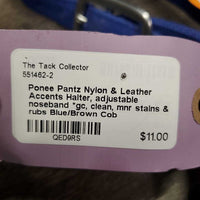 The Tack Collector
551462-2
Ponee Pantz Nylon & Leather
Accents Halter, adjustable
noseband *gc, clean, mnr stains &
rubs Blue/Brown Cob
QED9RS
$11.00